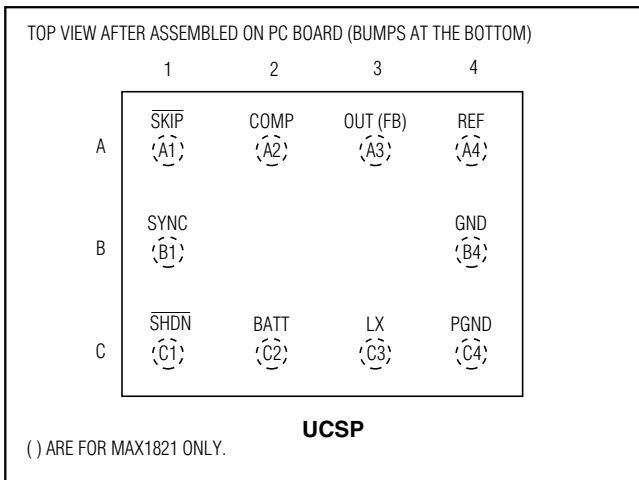 TOP VIEW AFTER ASSEMBLED ON PC BOARD (BUMPS AT THE BOTTOM)
1 2 3 4
SKIP COMP OUT (FB) REF
A A1 A2 A3 A4
SYNC GND
B B1 B4
SHDN BATT LX PGND
C C1 C2 C3 C4
UCSP
( ) ARE FOR MAX1821 ONLY.